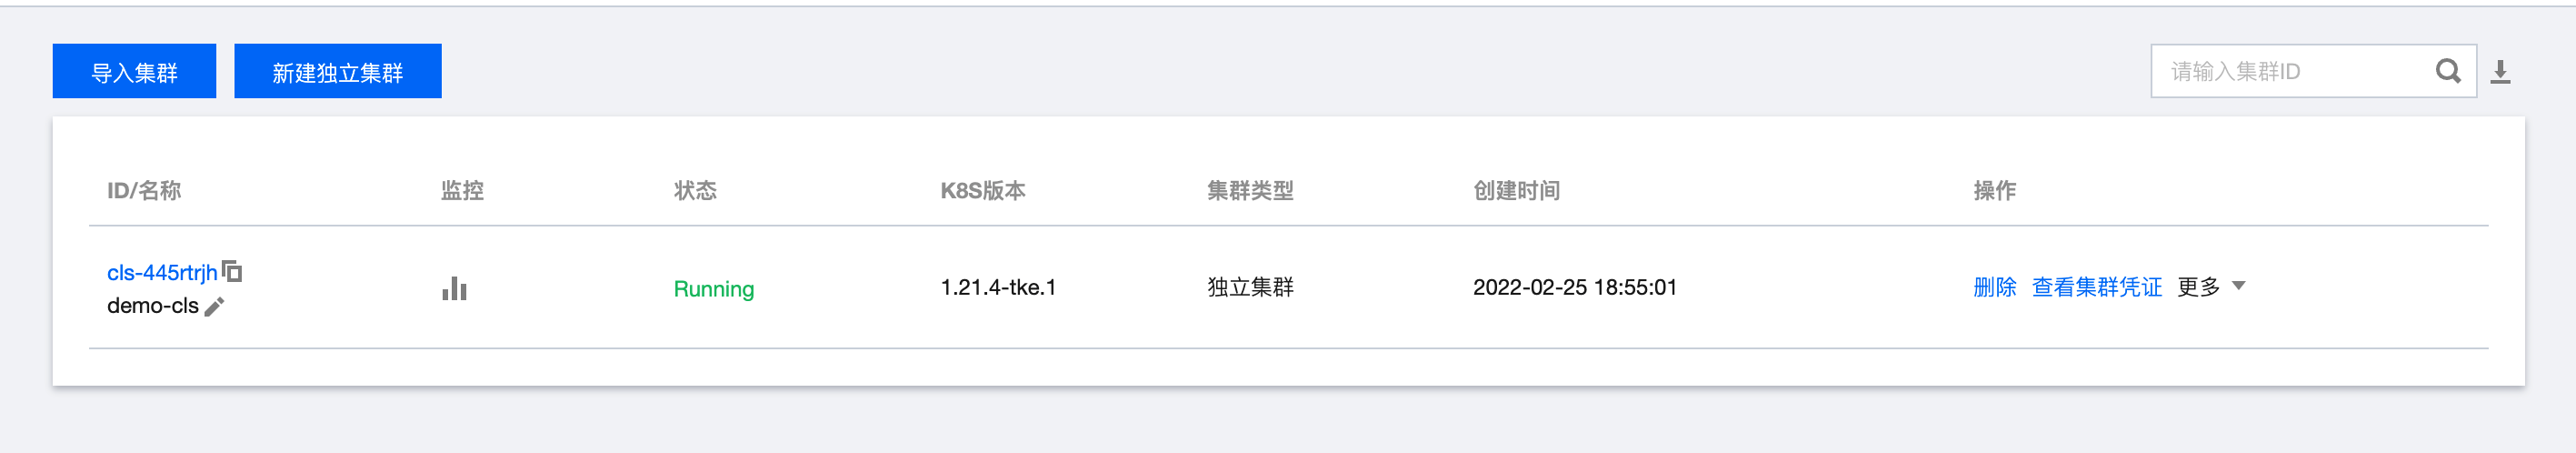 导入集群 新建独立集群 请输入集群ID
ID/名称 监控 状态 K8S版本 集群类型 创建时间 操作
cls-445rtrjh
demo-cls
Running 1.21.4-tke.1 独立集群 2022-02-25 18:55:01 删除 查看集群凭证 更多